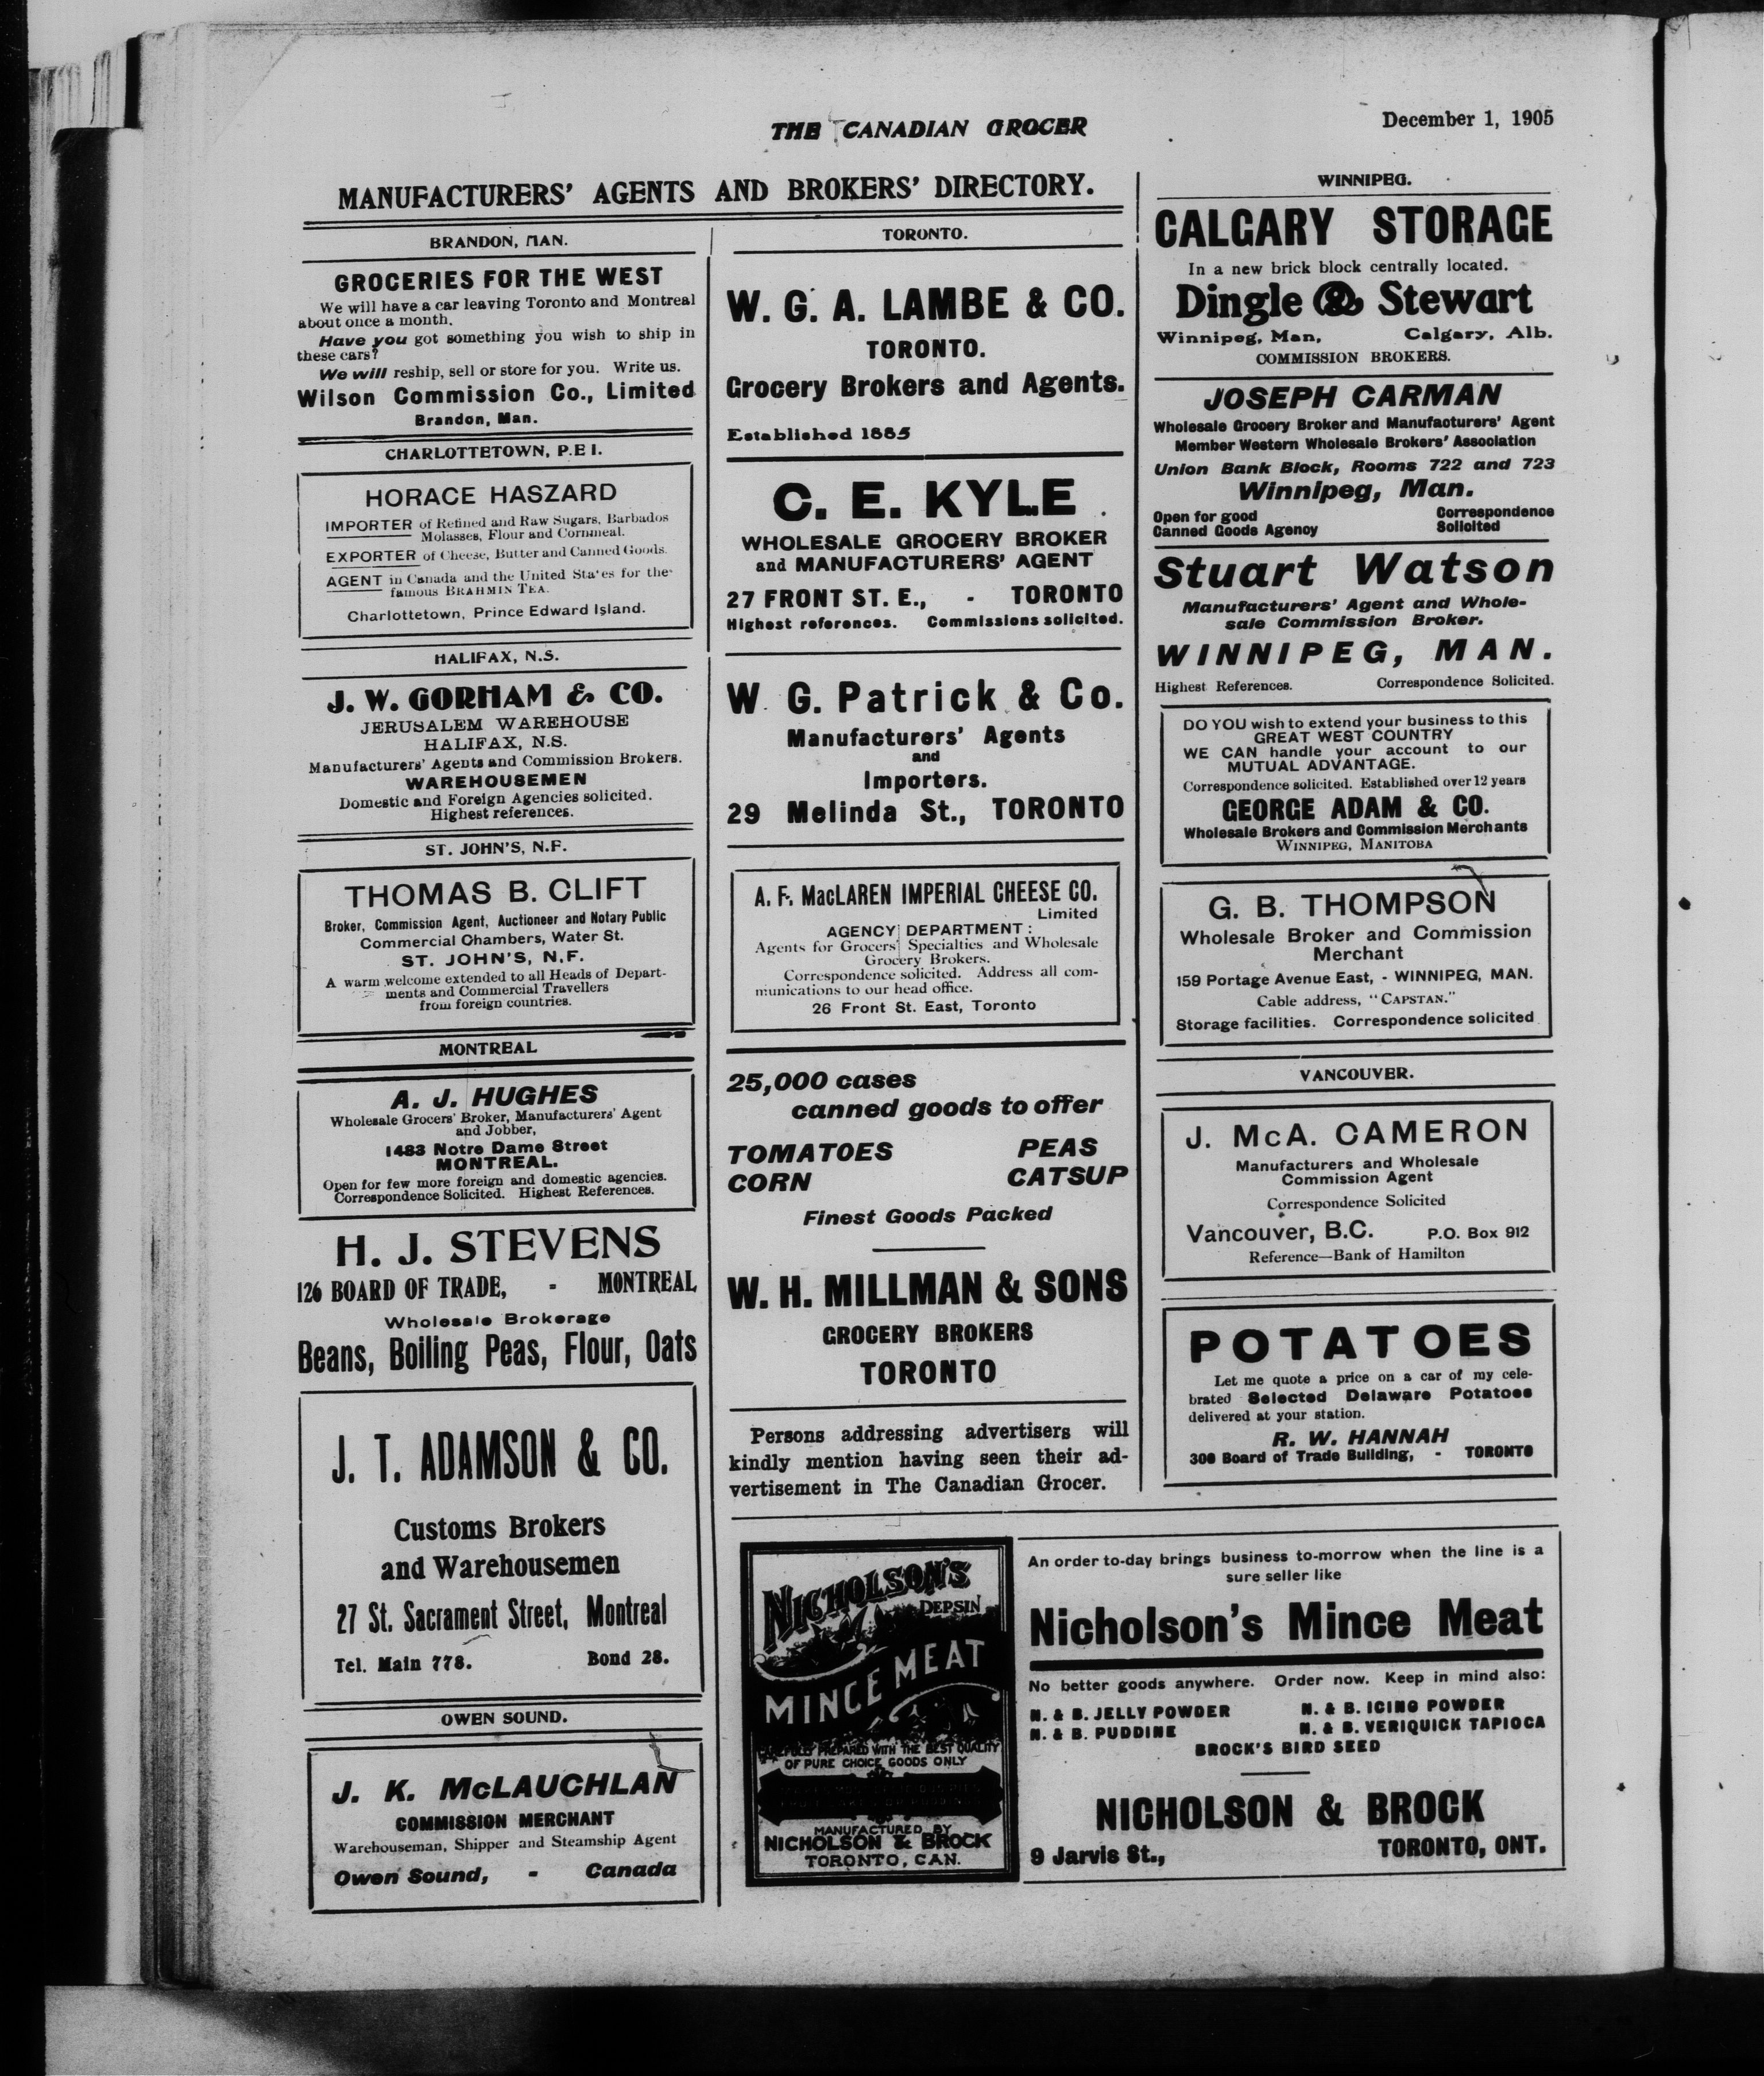 THE CANADIAN GROCER
December 1, 1905
MANUFACTURERS' AGENTS AND BROKERS' DIRECTORY.
BRANDON, MAN.
GROCERIES FOR THE WEST
We will have a car leaving Toronto and Montreal
about once a month.
Have you got something you wish to ship in
these cars?
We will reship, sell or store for you. Write us.
Wilson Commission Co., Limited
Brandon, Man.
CHARLOTTETOWN, P.E I.
HORACE HASZARD
IMPORTER of Refined and Raw Sugars, Barbados
Molasses, Flour and Cornmeal.
EXPORTER of Cheese, Butter and Canned Goods.
AGENT in Canada and the United States for the
famous BRAHMIN TEA.
Charlottetown, Prince Edward Island.
HALIFAX, N.S.
J. W. GORHAM & CO.
JERUSALEM WAREHOUSE
HALIFAX, N.S.
Manufacturers' Agents and Commission Brokers.
WAREHOUSEMEN
Domestic and Foreign Agencies solicited.
Highest references.
ST. JOHN'S, N.F.
THOMAS B. CLIFT
Broker, Commission Agent, Auctioneer and Notary Public
Commercial Chambers, Water St.
ST. JOHN'S, N.F.
A warm welcome extended to all Heads of Depart-
ments and Commercial Travellers
from foreign countries.
MONTREAL
A. J. HUGHES
Wholesale Grocers' Broker, Manufacturers' Agent
and Jobber,
1483 Notre Dame Street
MONTREAL.
Open for few more foreign and domestic agencies.
Correspondence Solicited. Highest References.
H. J. STEVENS
126 BOARD OF TRADE, - MONTREAL
Wholesale Brokerage
Beans, Boiling Peas, Flour, Oats
J. T. ADAMSON & CO.
Customs Brokers
and Warehousemen
27 St. Sacrament Street, Montreal
Tel. Main 778. Bond 28.
OWEN SOUND.
J. K. McLAUCHLAN
COMMISSION MERCHANT
Warehouseman, Shipper and Steamship Agent
Owen Sound, - Canada
TORONTO.
W. G. A. LAMBE & CO.
TORONTO.
Grocery Brokers and Agents.
Established 1885
C. E. KYLE
WHOLESALE GROCERY BROKER
and MANUFACTURERS' AGENT
27 FRONT ST. E., - TORONTO
Highest references. Commissions solicited.
W. G. Patrick & Co.
Manufacturers' Agents
and
Importers.
29 Melinda St., TORONTO
A. F. MacLAREN IMPERIAL CHEESE CO.
Limited
AGENCY DEPARTMENT:
Agents for Grocers' Specialties and Wholesale
Grocery Brokers.
Correspondence solicited. Address all com-
munications to our head office.
26 Front St. East, Toronto
25,000 cases
canned goods to offer
TOMATOES PEAS
CORN CATSUP
Finest Goods Packed
W. H. MILLMAN & SONS
GROCERY BROKERS
TORONTO
Persons addressing advertisers will
kindly mention having seen their ad-
vertisement in The Canadian Grocer.
WINNIPEG.
CALGARY STORAGE
In a new brick block centrally located.
Dingle & Stewart
Winnipeg, Man, Calgary, Alb.
COMMISSION BROKERS.
JOSEPH CARMAN
Wholesale Grocery Broker and Manufacturers' Agent
Member Western Wholesale Brokers' Association
Union Bank Block, Rooms 722 and 723
Winnipeg, Man.
Open for good Correspondence
Canned Goods Agency Solicited
Stuart Watson
Manufacturers' Agent and Whole-
sale Commission Broker.
WINNIPEG, MAN.
Highest References. Correspondence Solicited.
DO YOU wish to extend your business to this
GREAT WEST COUNTRY
WE CAN handle your account to our
MUTUAL ADVANTAGE.
Correspondence solicited. Established over 12 years
GEORGE ADAM & CO.
Wholesale Brokers and Commission Merchants
WINNIPEG, MANITOBA
G. B. THOMPSON
Wholesale Broker and Commission
Merchant
159 Portage Avenue East, - WINNIPEG, MAN.
Cable address, "CAPSTAN."
Storage facilities. Correspondence solicited
VANCOUVER.
J. McA. CAMERON
Manufacturers and Wholesale
Commission Agent
Correspondence Solicited
Vancouver, B.C. P.O. Box 912
Reference—Bank of Hamilton
POTATOES
Let me quote a price on a car of my cele-
brated Selected Delaware Potatoes
delivered at your station.
R. W. HANNAH
308 Board of Trade Building, - TORONTO
NICHOLSON'S
DEPSIN
MINCE MEAT
CAREFULLY PREPARED WITH THE BEST QUALITY
OF PURE CHOICE GOODS ONLY
MANUFACTURED BY
NICHOLSON & BROCK
TORONTO, CAN.
An order to-day brings business to-morrow when the line is a
sure seller like
Nicholson's Mince Meat
No better goods anywhere. Order now. Keep in mind also:
N. & B. JELLY POWDER N. & B. ICING POWDER
N. & B. PUDDINE N. & B. VERIQUICK TAPIOCA
BROCK'S BIRD SEED
NICHOLSON & BROCK
9 Jarvis St., TORONTO, ONT.